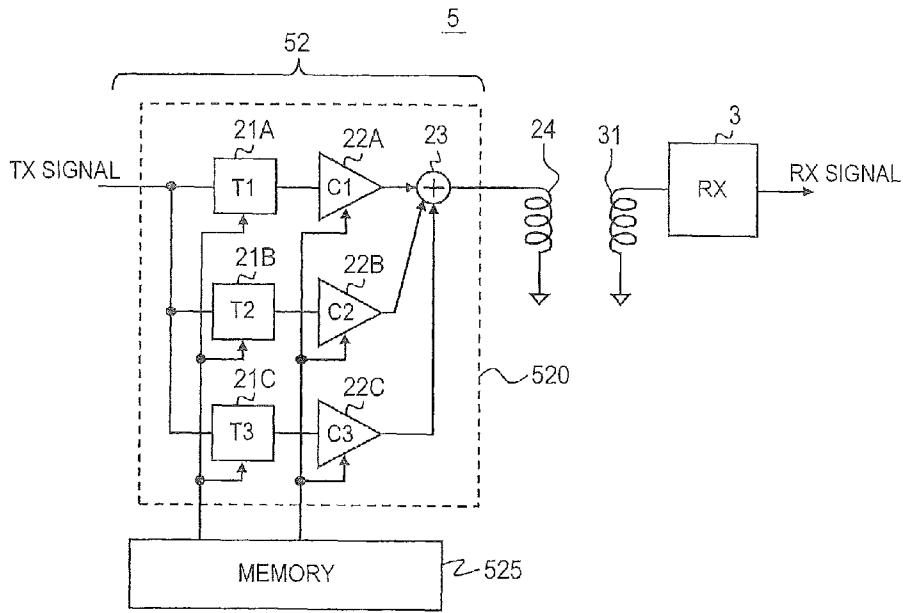 5
52
21A
22A
23
24
31
3
TX SIGNAL
T1
C1
+
RX
RX SIGNAL
21B
22B
T2
C2
21C
22C
520
T3
C3
MEMORY
525